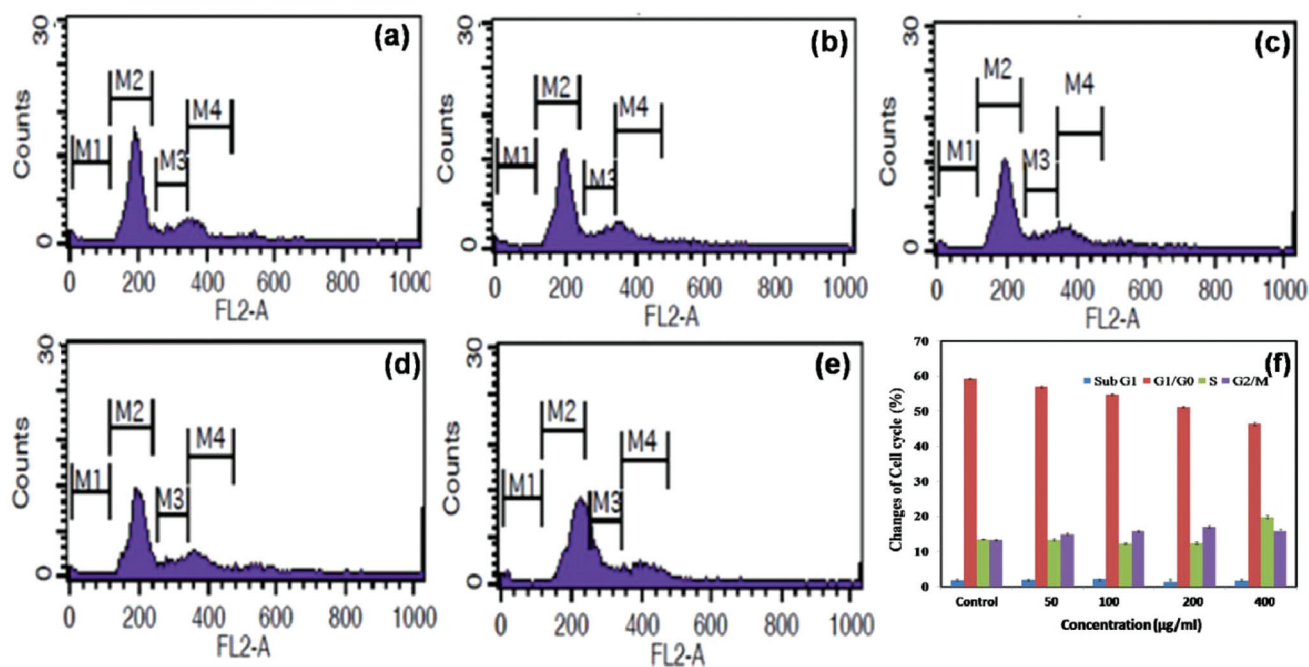 (a)
30
Counts
0
M1
M2
M3
M4
0 200 400 600 800 1000
FL2-A
(b)
30
Counts
0
M1
M2
M3
M4
0 200 400 600 800 1000
FL2-A
(c)
30
Counts
0
M1
M2
M3
M4
0 200 400 600 800 1000
FL2-A
(d)
30
Counts
0
M1
M2
M3
M4
0 200 400 600 800 1000
FL2-A
(e)
30
Counts
0
M1
M2
M3
M4
0 200 400 600 800 1000
FL2-A
(f)
Sub G1 G1/G0 S G2/M
Changes of Cell cycle (%)
70
60
50
40
30
20
10
0
Control 50 100 200 400
Concentration (µg/ml)